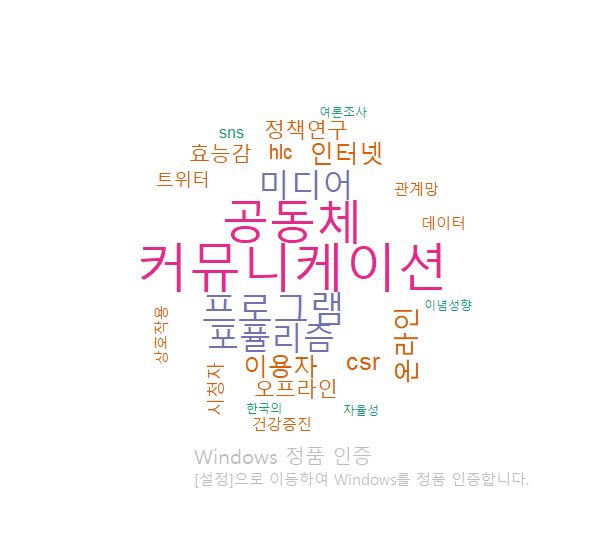 여론조사
sns
정책연구
효능감
hlc
인터넷
트위터
미디어
관계망
공동체
데이터
커뮤니케이션
프로그램
이념성향
포퓰리즘
상호작용
온라인
이용자
csr
시청자
오프라인
한국의
자율성
건강증진
Windows 정품 인증
[설정]으로 이동하여 Windows를 정품 인증합니다.